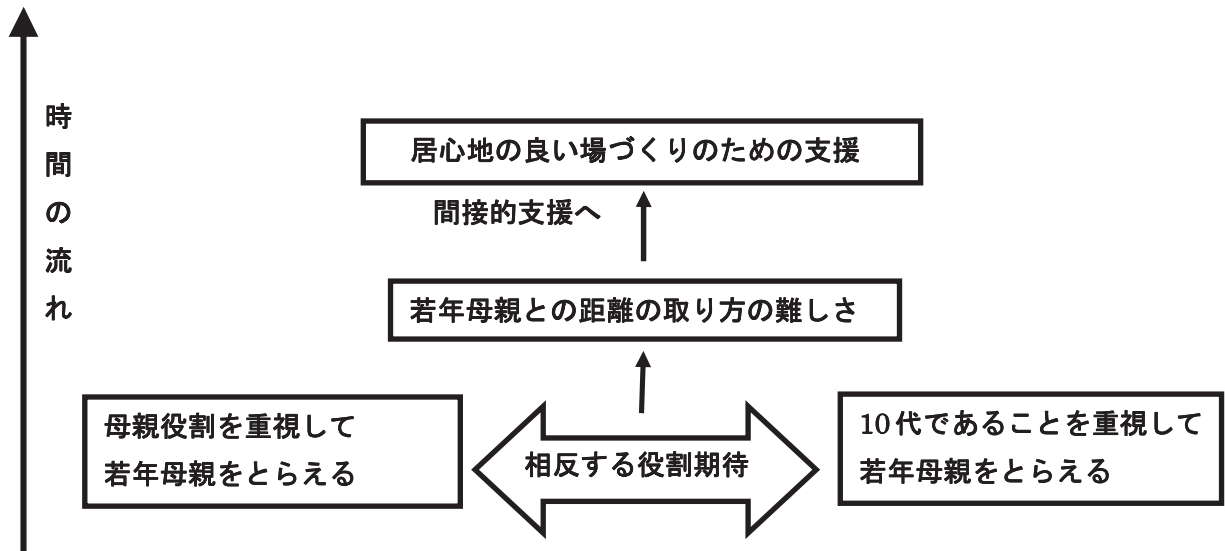 時間の流れ
居心地の良い場づくりのための支援
間接的支援へ
若年母親との距離の取り方の難しさ
母親役割を重視して
若年母親をとらえる
相反する役割期待
10代であることを重視して
若年母親をとらえる